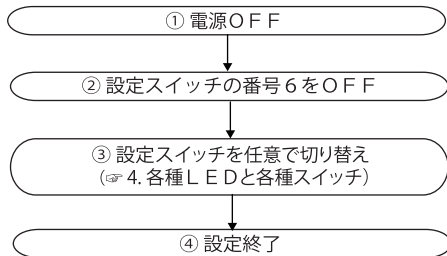 ① 電源ＯＦＦ
② 設定スイッチの番号６をＯＦＦ
③ 設定スイッチを任意で切り替え
(☞ 4. 各種ＬＥＤと各種スイッチ)
④ 設定終了